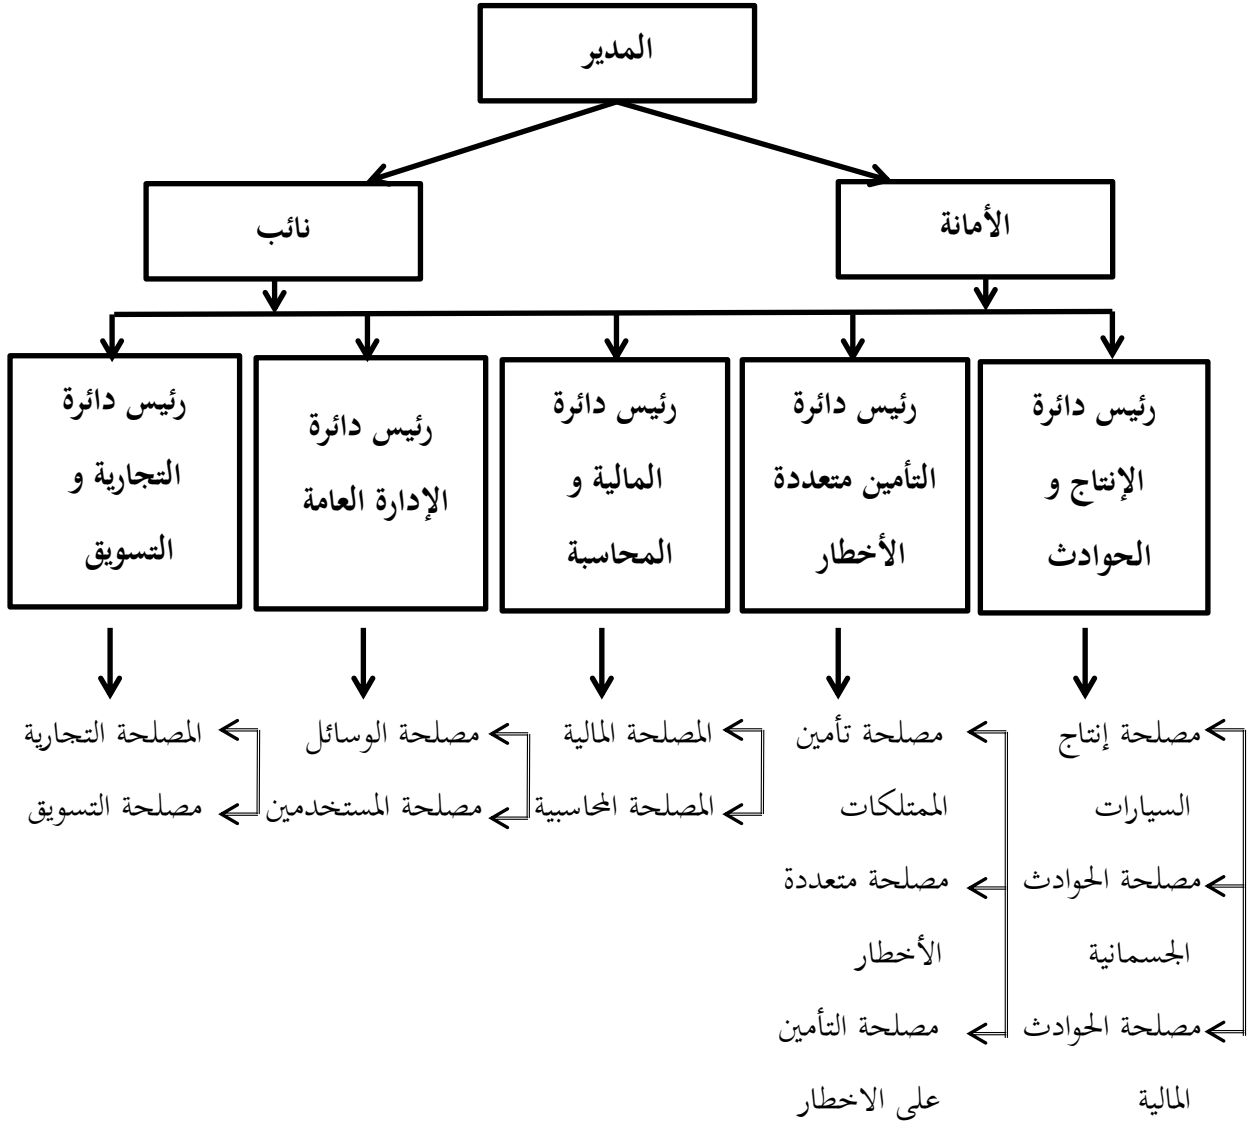 المدير
الأمانة
نائب
رئيس دائرة
الإنتاج و
الحوادث
رئيس دائرة
التأمين متعددة
الأخطار
رئيس دائرة
المالية و
المحاسبة
رئيس دائرة
الإدارة العامة
رئيس دائرة
التجارية و
التسويق
مصلحة إنتاج
السيارات
مصلحة الحوادث
الجسمانية
مصلحة الحوادث
المالية
مصلحة تأمين
الممتلكات
مصلحة متعددة
الأخطار
مصلحة التأمين
على الاخطار
المصلحة المالية
المصلحة المحاسبية
مصلحة الوسائل
مصلحة المستخدمين
المصلحة التجارية
مصلحة التسويق